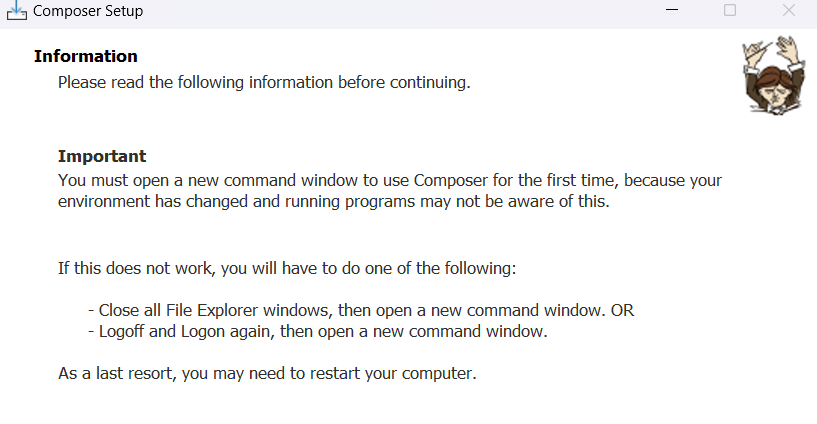 Composer Setup
Information
Please read the following information before continuing.
Important
You must open a new command window to use Composer for the first time, because your
environment has changed and running programs may not be aware of this.
If this does not work, you will have to do one of the following:
- Close all File Explorer windows, then open a new command window. OR
- Logoff and Logon again, then open a new command window.
As a last resort, you may need to restart your computer.